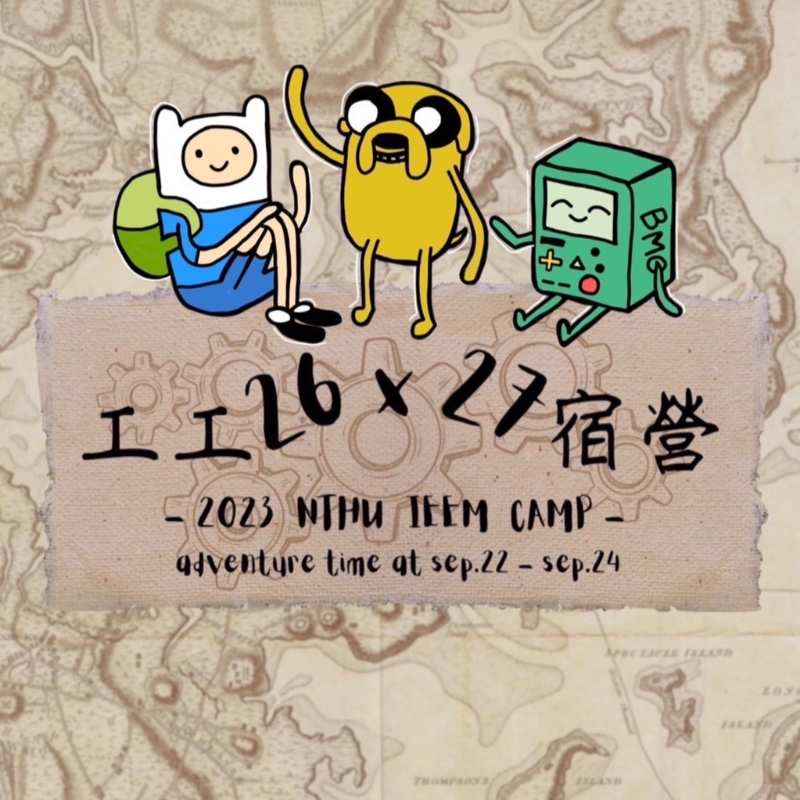 BMO
工工26 x 27宿營
- 2023 NTHU IEEM CAMP -
adventure time at sep.22 - sep.24
SPECTACLE ISLAND
LONG
ISLAND
THOMPSONS ISLAND